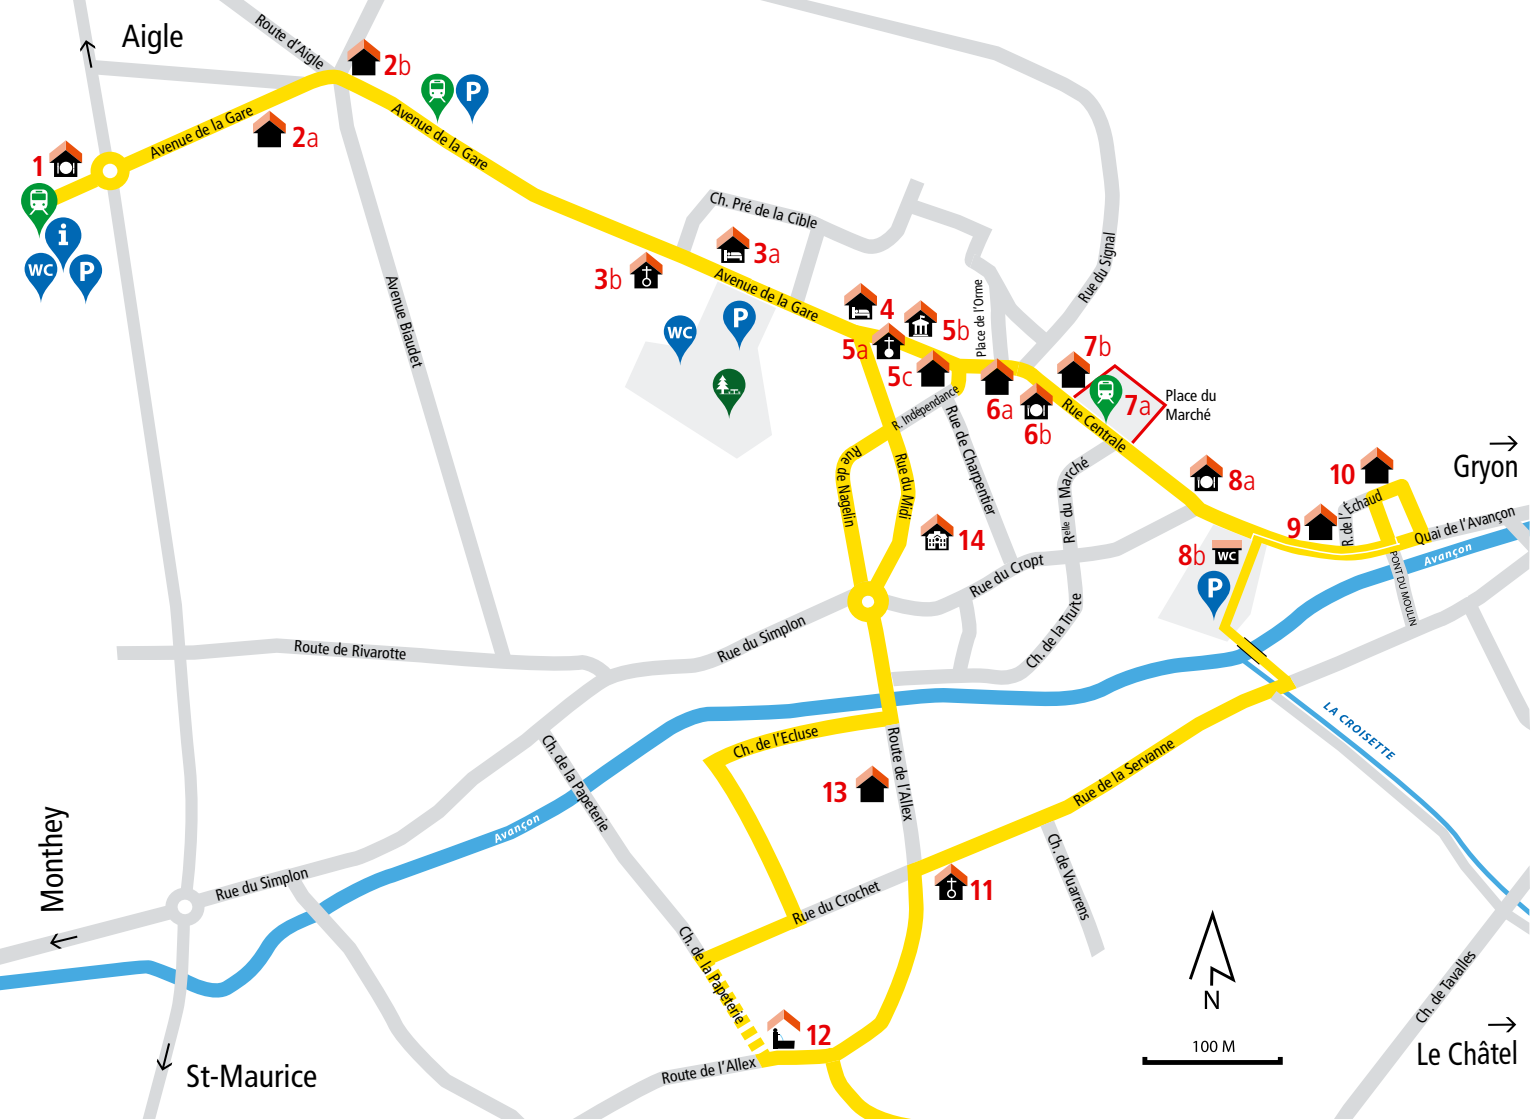 Aigle
Route d'Aigle
2b
P
Avenue de la Gare
2a
Avenue de la Gare
1
i
WC
P
Ch. Pré de la Cible
3a
3b
Avenue de la Gare
Rue du Signal
Avenue Biaudet
Place de l'Orme
WC
P
4
5b
5a
5c
7b
6a
6b
7a
Place du
Marché
R. Indépendance
Rue Centrale
Rue de Charpentier
Rue de Nagelin
Rue du Midi
Relle du Marché
8a
10
Gryon
R. de l'Échaud
9
Quai de l'Avançon
14
8b
WC
P
Avançon
PONT DU MOULIN
Rue du Cropt
Ch. de la Truite
Rue du Simplon
Route de Rivarotte
LA CROISETTE
Ch. de l'Ecluse
Ch. de la Papeterie
Route de l'Allex
13
Rue de la Servanne
Avançon
Monthey
Rue du Simplon
Ch. de Vuarrens
Rue du Crochet
11
Ch. de la Papeterie
N
Ch. de Tavalles
12
100 M
Le Châtel
Route de l'Allex
St-Maurice